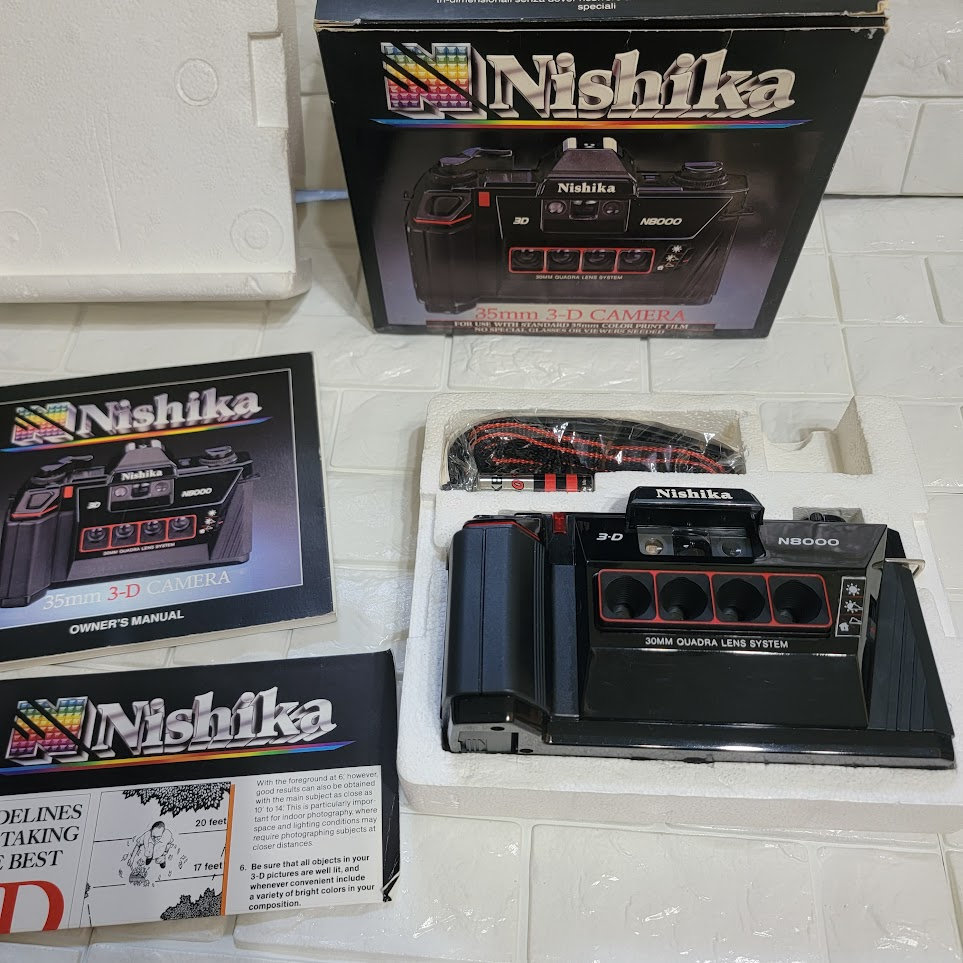 speciali
Nishika
Nishika
3D
N8000
30MM QUADRA LENS SYSTEM
35mm 3-D CAMERA
FOR USE WITH STANDARD 35mm COLOR PRINT FILM
NO SPECIAL GLASSES OR VIEWERS NEEDED
Nishika
Nishika
3D
N8000
30MM QUADRA LENS SYSTEM
35mm 3-D CAMERA
OWNER'S MANUAL
Nishika
3-D
N8000
30MM QUADRA LENS SYSTEM
Nishika
DELINES
TAKING
E BEST
D
20 feet
17 feet
With the foreground at 6' however,
good results can also be obtained
with the main subject as close as
10' to 14'. This is particularly impor-
tant for indoor photography, where
space and lighting conditions may
require photographing subjects at
closer distances.
6. Be sure that all objects in your
3-D pictures are well lit, and
whenever convenient include
a variety of bright colors in your
composition.